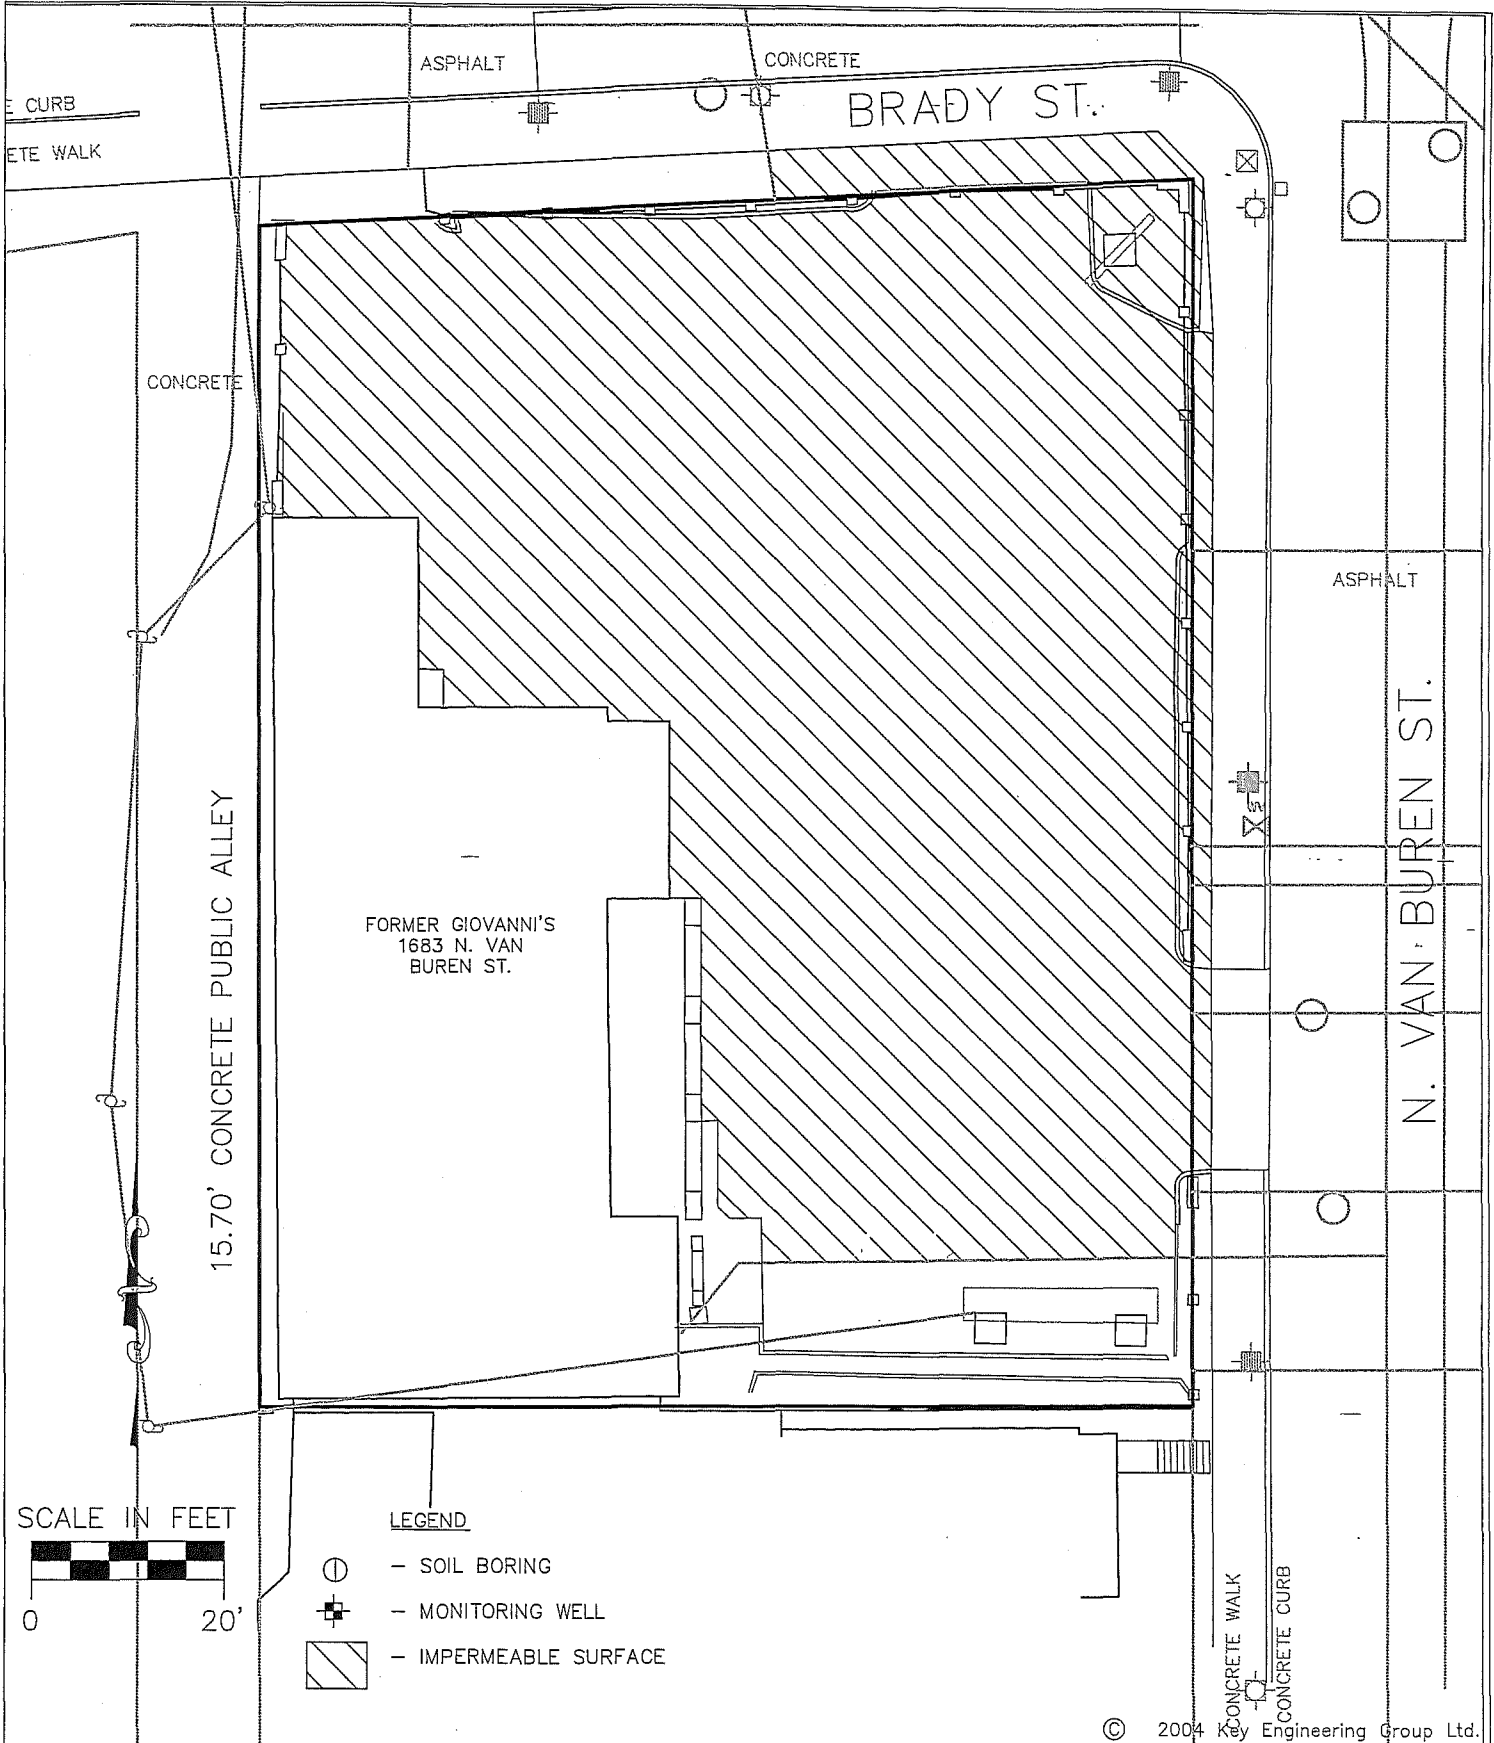 ASPHALT
CONCRETE
E CURB
BRADY ST.
ETE WALK
CONCRETE
ASPHALT
N. VAN BUREN ST.
15.70' CONCRETE PUBLIC ALLEY
FORMER GIOVANNI'S
1683 N. VAN
BUREN ST.
SCALE IN FEET
0 20'
LEGEND
- SOIL BORING
- MONITORING WELL
- IMPERMEABLE SURFACE
CONCRETE WALK
CONCRETE CURB
© 2004 Key Engineering Group Ltd.